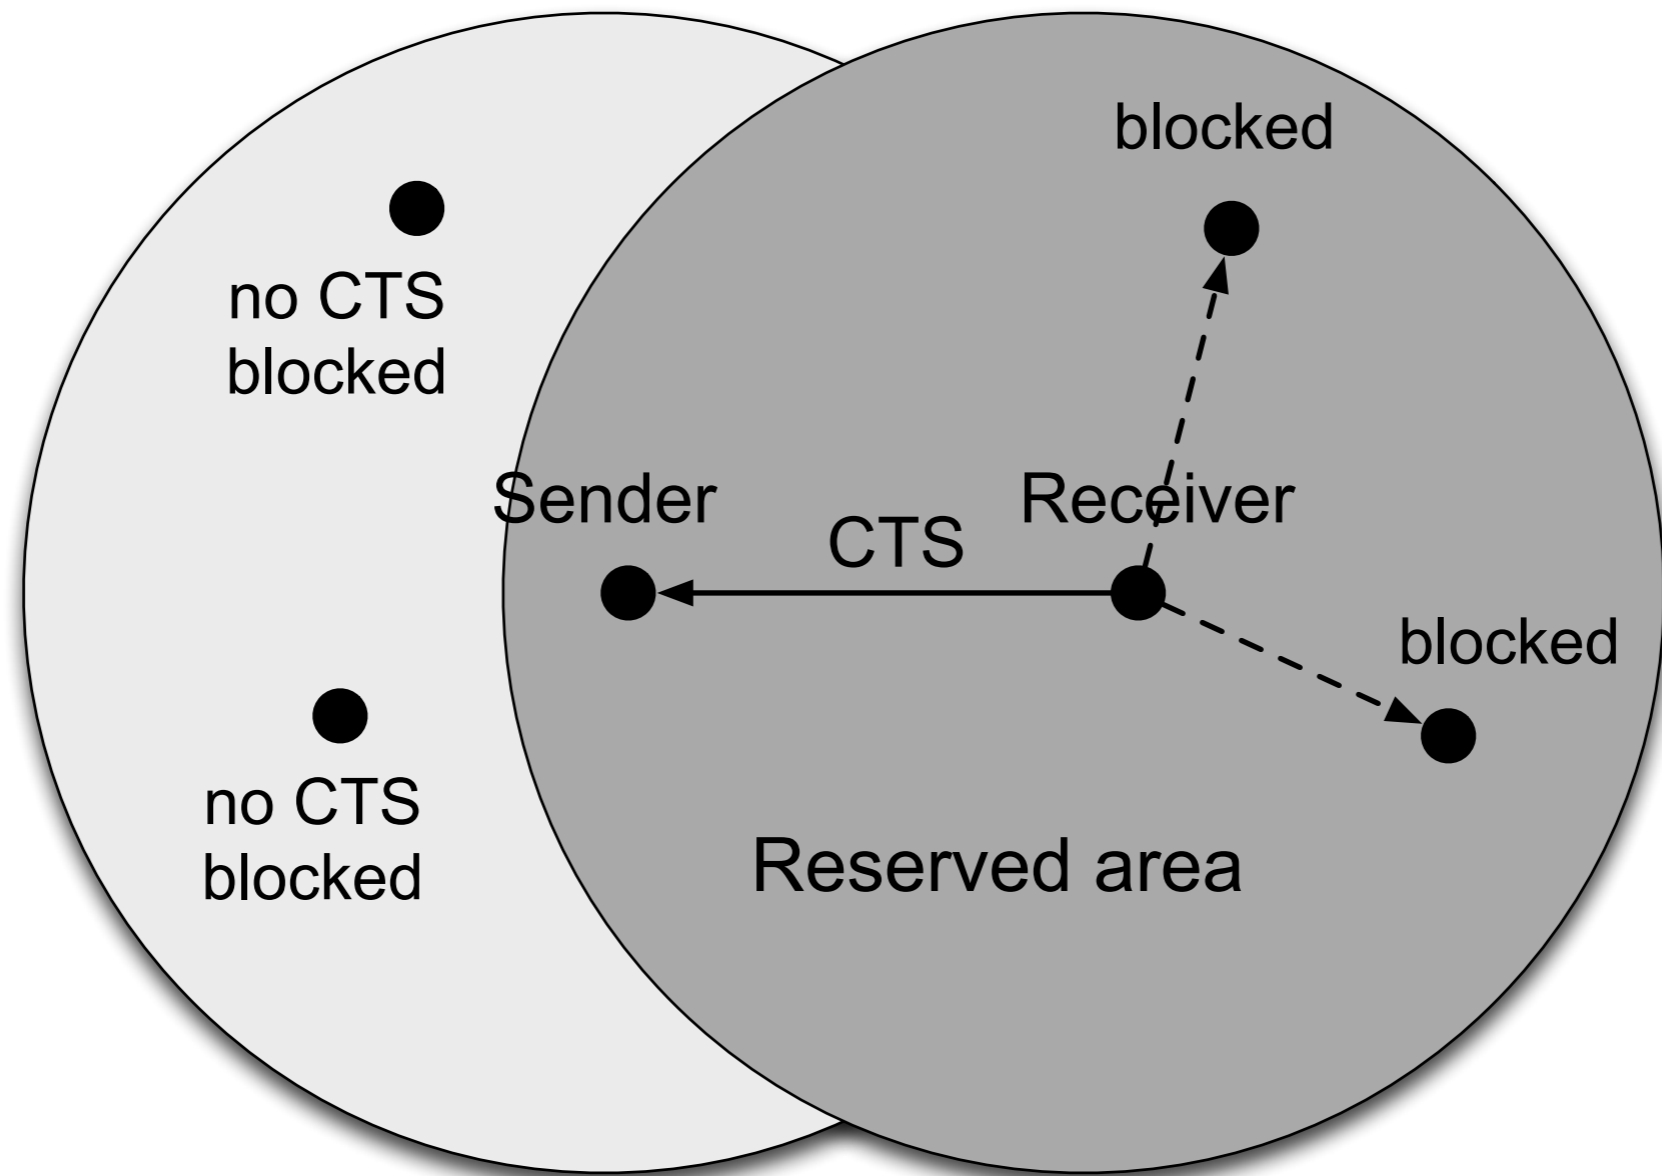 blocked
no CTS
blocked
Sender
Receiver
CTS
blocked
no CTS
blocked
Reserved area